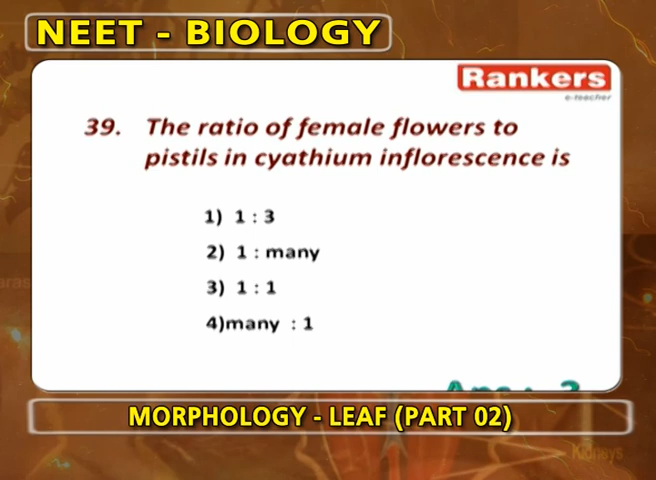 NEET - BIOLOGY
Rankers
e-teacher
39. The ratio of female flowers to
pistils in cyathium inflorescence is
1) 1 : 3
2) 1 : many
3) 1 : 1
4)many : 1
MORPHOLOGY - LEAF (PART 02)
Kidneys